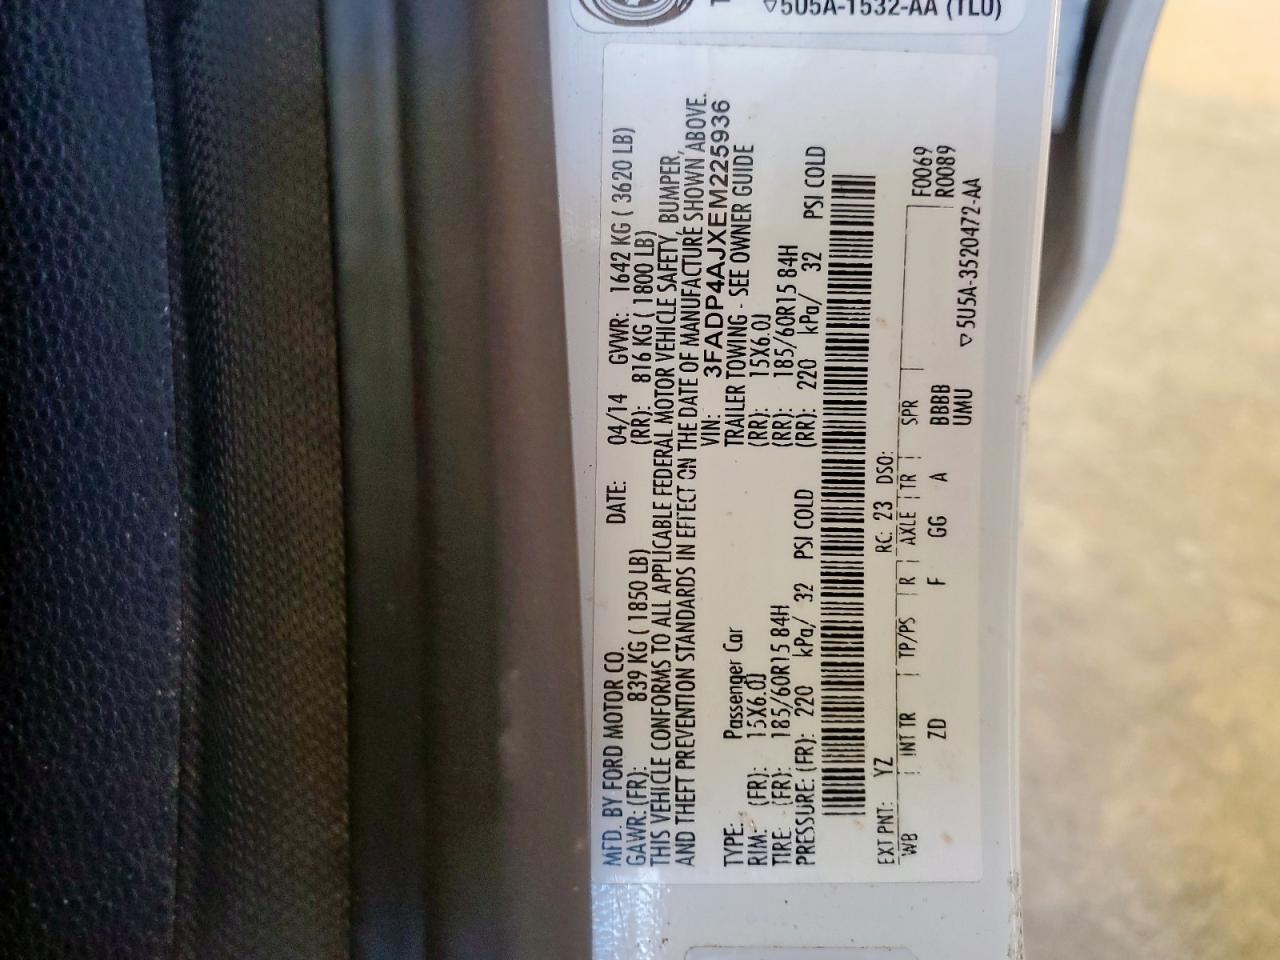 5U5A-1532-AA (TL0)
MFD. BY FORD MOTOR CO. DATE: 04/14 GVWR: 1642 KG ( 3620 LB)
GAWR: (FR): 839 KG ( 1850 LB) (RR): 816 KG ( 1800 LB)
THIS VEHICLE CONFORMS TO ALL APPLICABLE FEDERAL MOTOR VEHICLE SAFETY, BUMPER,
AND THEFT PREVENTION STANDARDS IN EFFECT ON THE DATE OF MANUFACTURE SHOWN ABOVE.
VIN: 3FADP4AJXEM225936
TYPE: Passenger Car TRAILER TOWING - SEE OWNER GUIDE
RIM: (FR): 15X6.0J (RR): 15X6.0J
TIRE: (FR): 185/60R15 84H (RR): 185/60R15 84H
PRESSURE: (FR): 220 kPa/ 32 PSI COLD (RR): 220 kPa/ 32 PSI COLD
EXT PNT: YZ RC: 23 DSO:
WB INT TR TP/PS R AXLE TR SPR F0069
ZD F GG A BBBB R0089
UMU
5U5A-3520472-AA